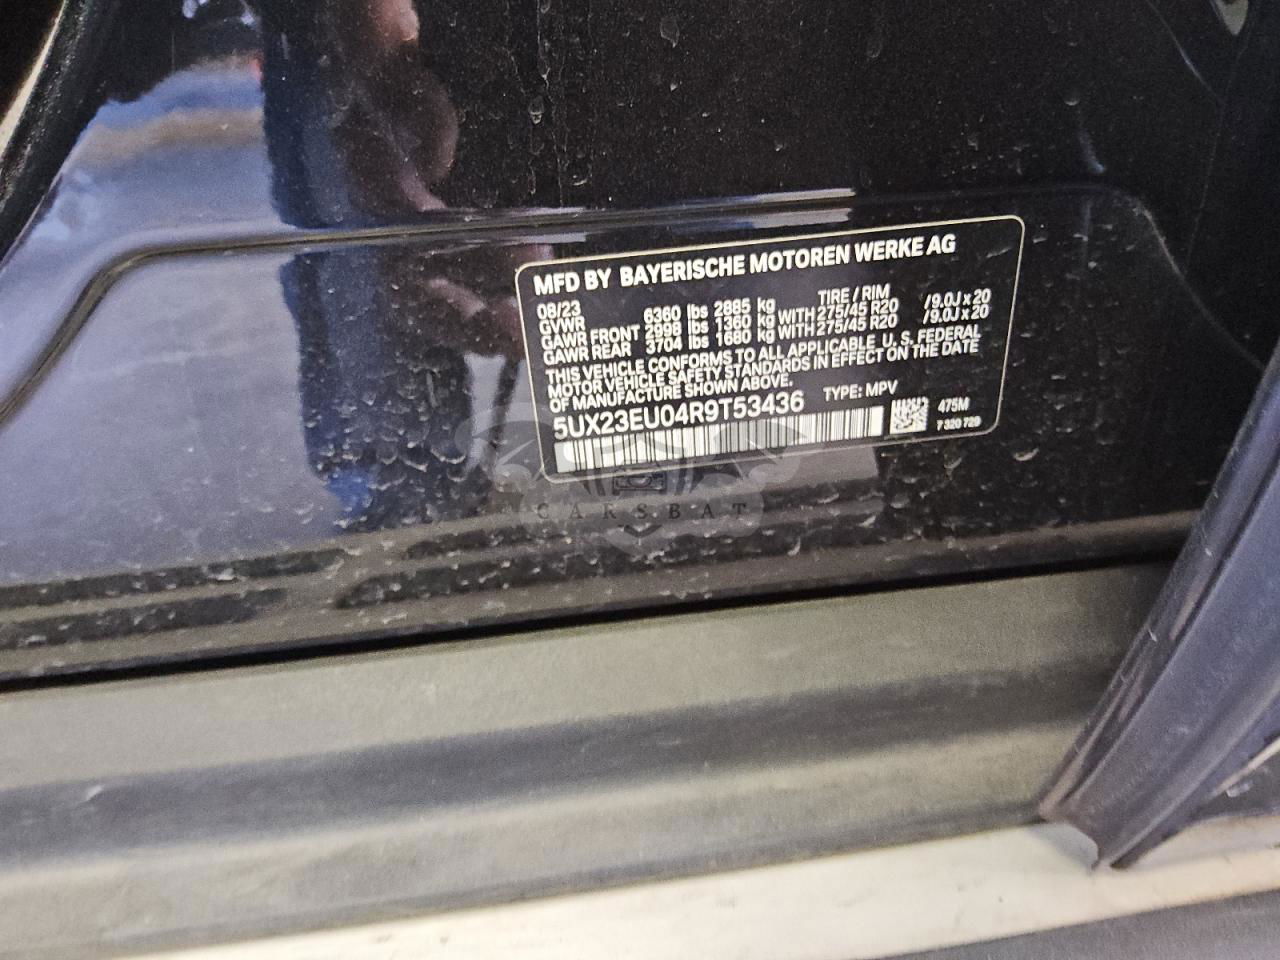 MFD BY BAYERISCHE MOTOREN WERKE AG
08/23 TIRE / RIM
GVWR 6360 lbs 2885 kg
GAWR FRONT 2998 lbs 1360 kg WITH 275/45 R20 /9.0J x 20
GAWR REAR 3704 lbs 1680 kg WITH 275/45 R20 /9.0J x 20
THIS VEHICLE CONFORMS TO ALL APPLICABLE U.S. FEDERAL
MOTOR VEHICLE SAFETY STANDARDS IN EFFECT ON THE DATE
OF MANUFACTURE SHOWN ABOVE.
5UX23EU04R9T53436 TYPE: MPV
475M
7 320 729
CARSBAT